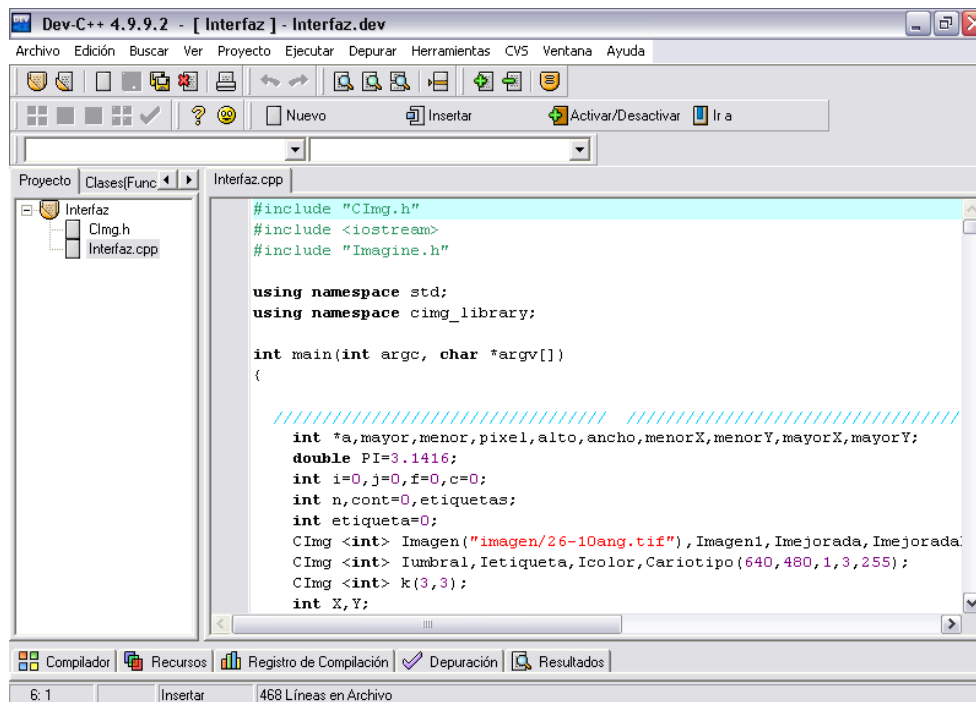 Dev-C++ 4.9.9.2 - [ Interfaz ] - Interfaz.dev
Archivo Edición Buscar Ver Proyecto Ejecutar Depurar Herramientas CVS Ventana Ayuda
Nuevo Insertar Activar/Desactivar Ir a
Proyecto Clases(Func Interfaz.cpp
Interfaz
CImg.h
Interfaz.cpp
#include "CImg.h"
#include <iostream>
#include "Imagine.h"
using namespace std;
using namespace cimg_library;
int main(int argc, char *argv[])
{
////////////////////////////////// //////////////////////////////////
int *a,mayor,menor,pixel,alto,ancho,menorX,menorY,mayorX,mayorY;
double PI=3.1416;
int i=0,j=0,f=0,c=0;
int n,cont=0,etiquetas;
int etiqueta=0;
CImg <int> Imagen("imagen/26-10ang.tif"),Imagen1,Imejorada,Imejorada
CImg <int> Iumbral,Ietiqueta,Icolor,Cariotipo(640,480,1,3,255);
CImg <int> k(3,3);
int X,Y;
Compilador Recursos Registro de Compilación Depuración Resultados
6: 1 Insertar 468 Líneas en Archivo